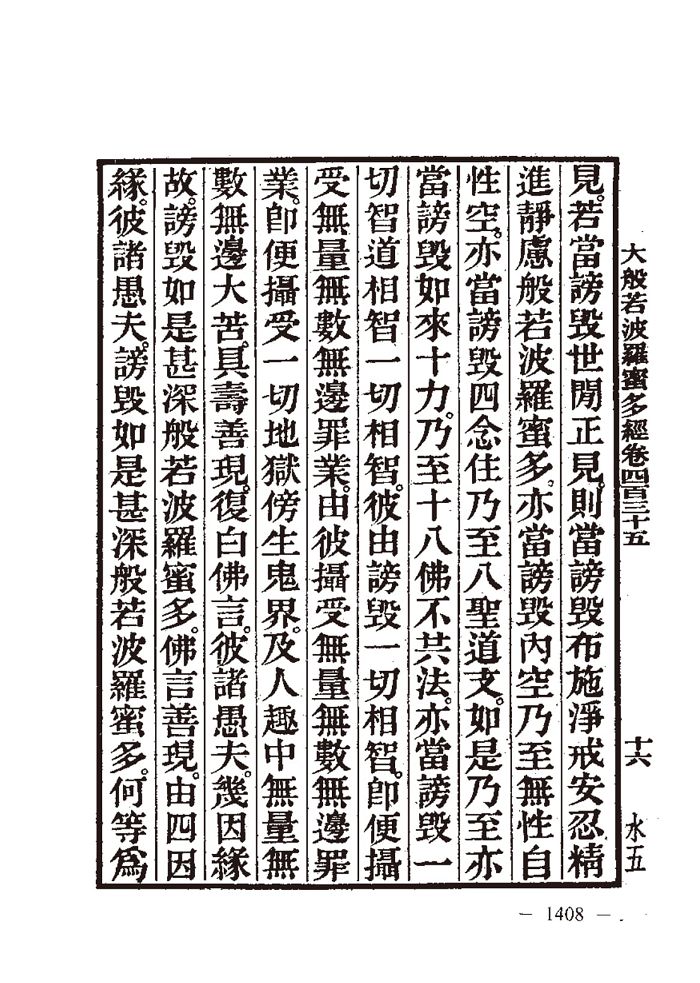 大般若波羅蜜多經卷四百三十五
十六
水五
見。若當謗毀世閒正見。則當謗毀布施淨戒安忍精
進靜慮般若波羅蜜多。亦當謗毀內空乃至無性自
性空。亦當謗毀四念住乃至八聖道支。如是乃至亦
當謗毀如來十力。乃至十八佛不共法。亦當謗毀一
切智道相智一切相智。彼由謗毀一切相智。卽便攝
受無量無數無邊罪業。由彼攝受無量無數無邊罪
業。卽便攝受一切地獄傍生鬼界。及人趣中無量無
數無邊大苦。具壽善現。復白佛言。彼諸愚夫。幾因緣
故。謗毀如是甚深般若波羅蜜多。佛言善現。由四因
緣。彼諸愚夫。謗毀如是甚深般若波羅蜜多。何等爲
— 1408 —